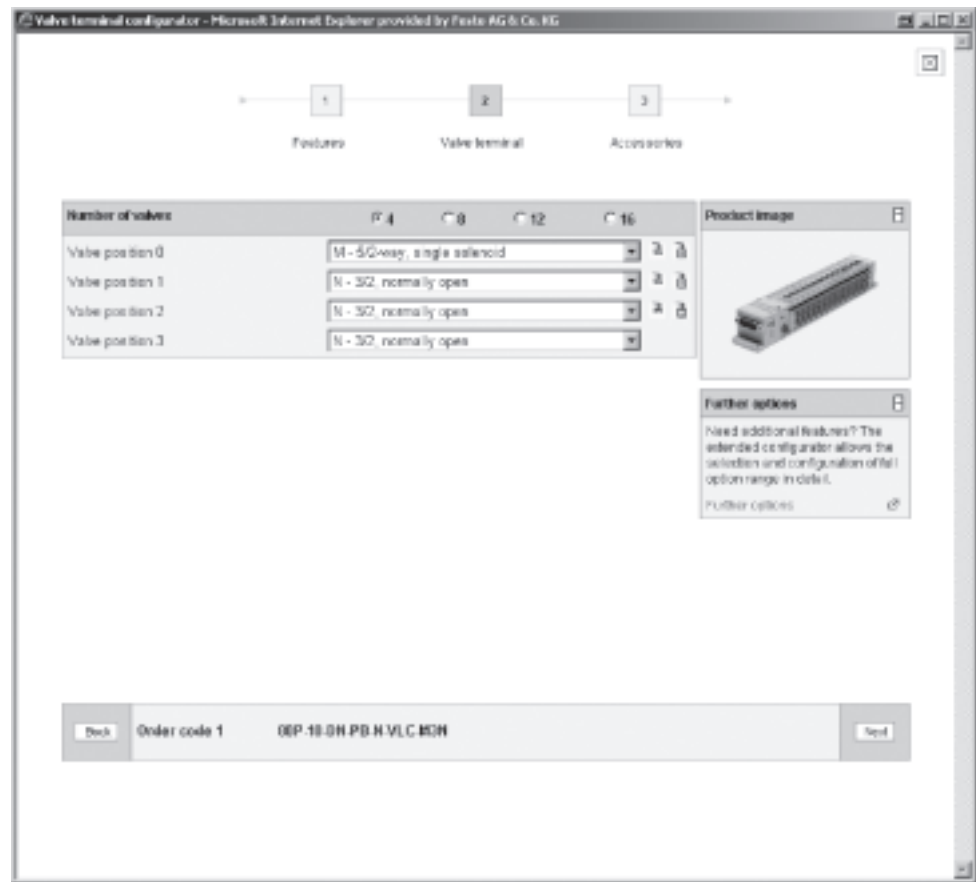 Valve terminal configurator - Microsoft Internet Explorer provided by Festo AG & Co. KG
1
2
3
Features
Valve terminal
Accessories
Number of valves
4
8
12
16
Valve position 0
M - 5/2-way, single solenoid
Valve position 1
N - 3/2, normally open
Valve position 2
N - 3/2, normally open
Valve position 3
N - 3/2, normally open
Product image
Further options
Need additional features? The
extended configurator allows the
selection and configuration of full
option range in detail.
Further options
Back
Order code 1
Next